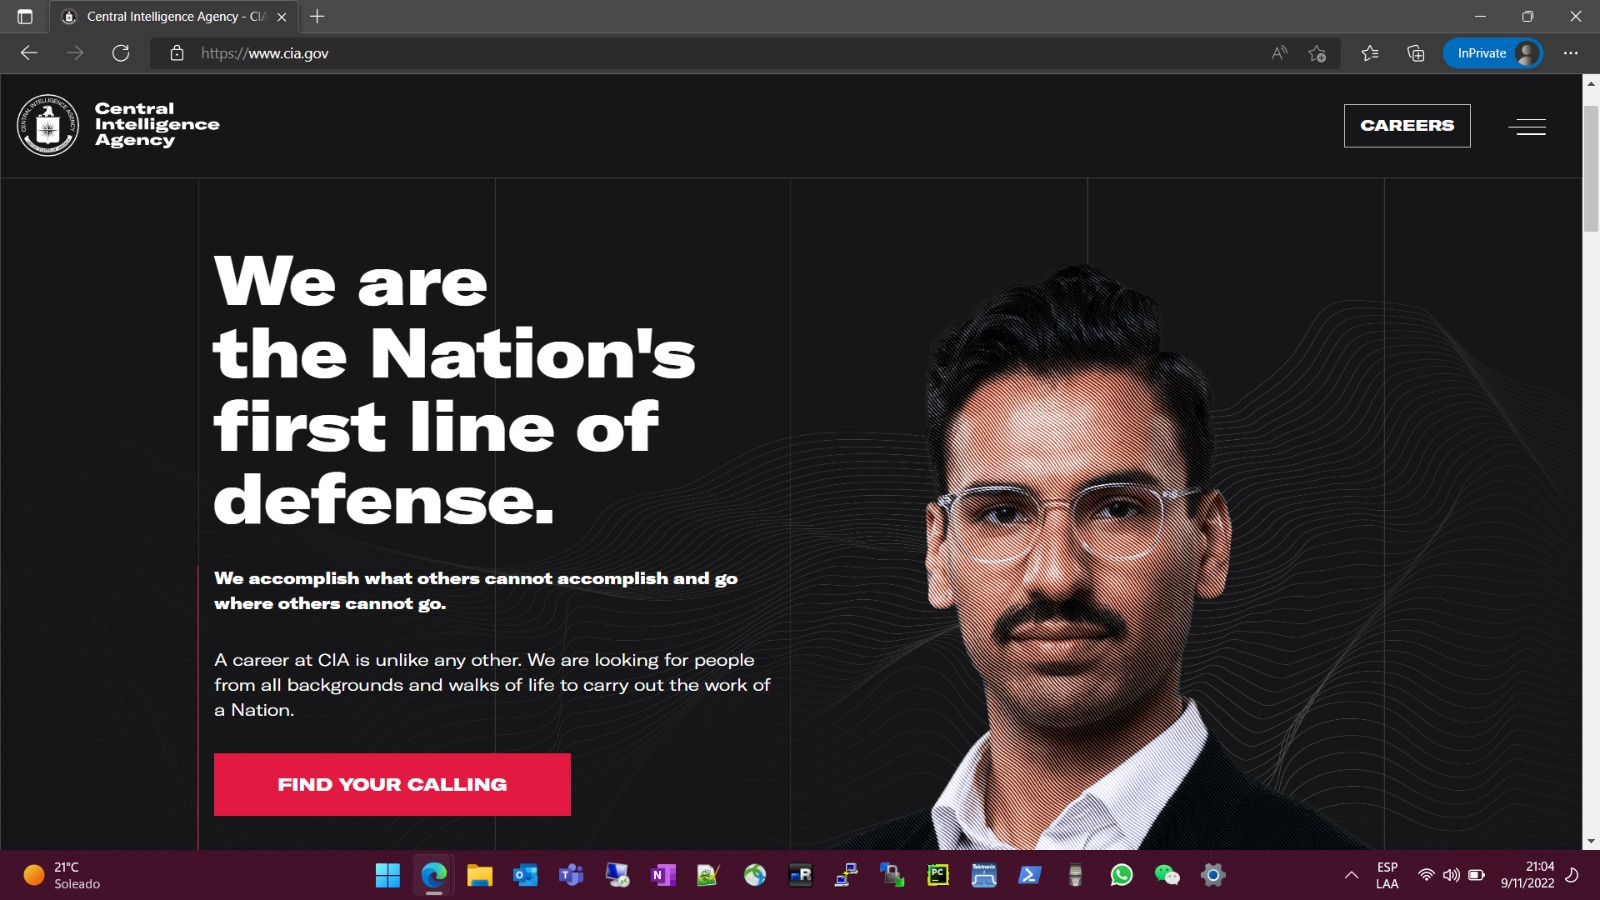 Central Intelligence Agency - CIA
https://www.cia.gov
InPrivate
Central
Intelligence
Agency
CAREERS
We are
the Nation's
first line of
defense.
We accomplish what others cannot accomplish and go
where others cannot go.
A career at CIA is unlike any other. We are looking for people
from all backgrounds and walks of life to carry out the work of
a Nation.
FIND YOUR CALLING
21°C
Soleado
ESP
LAA
21:04
9/11/2022